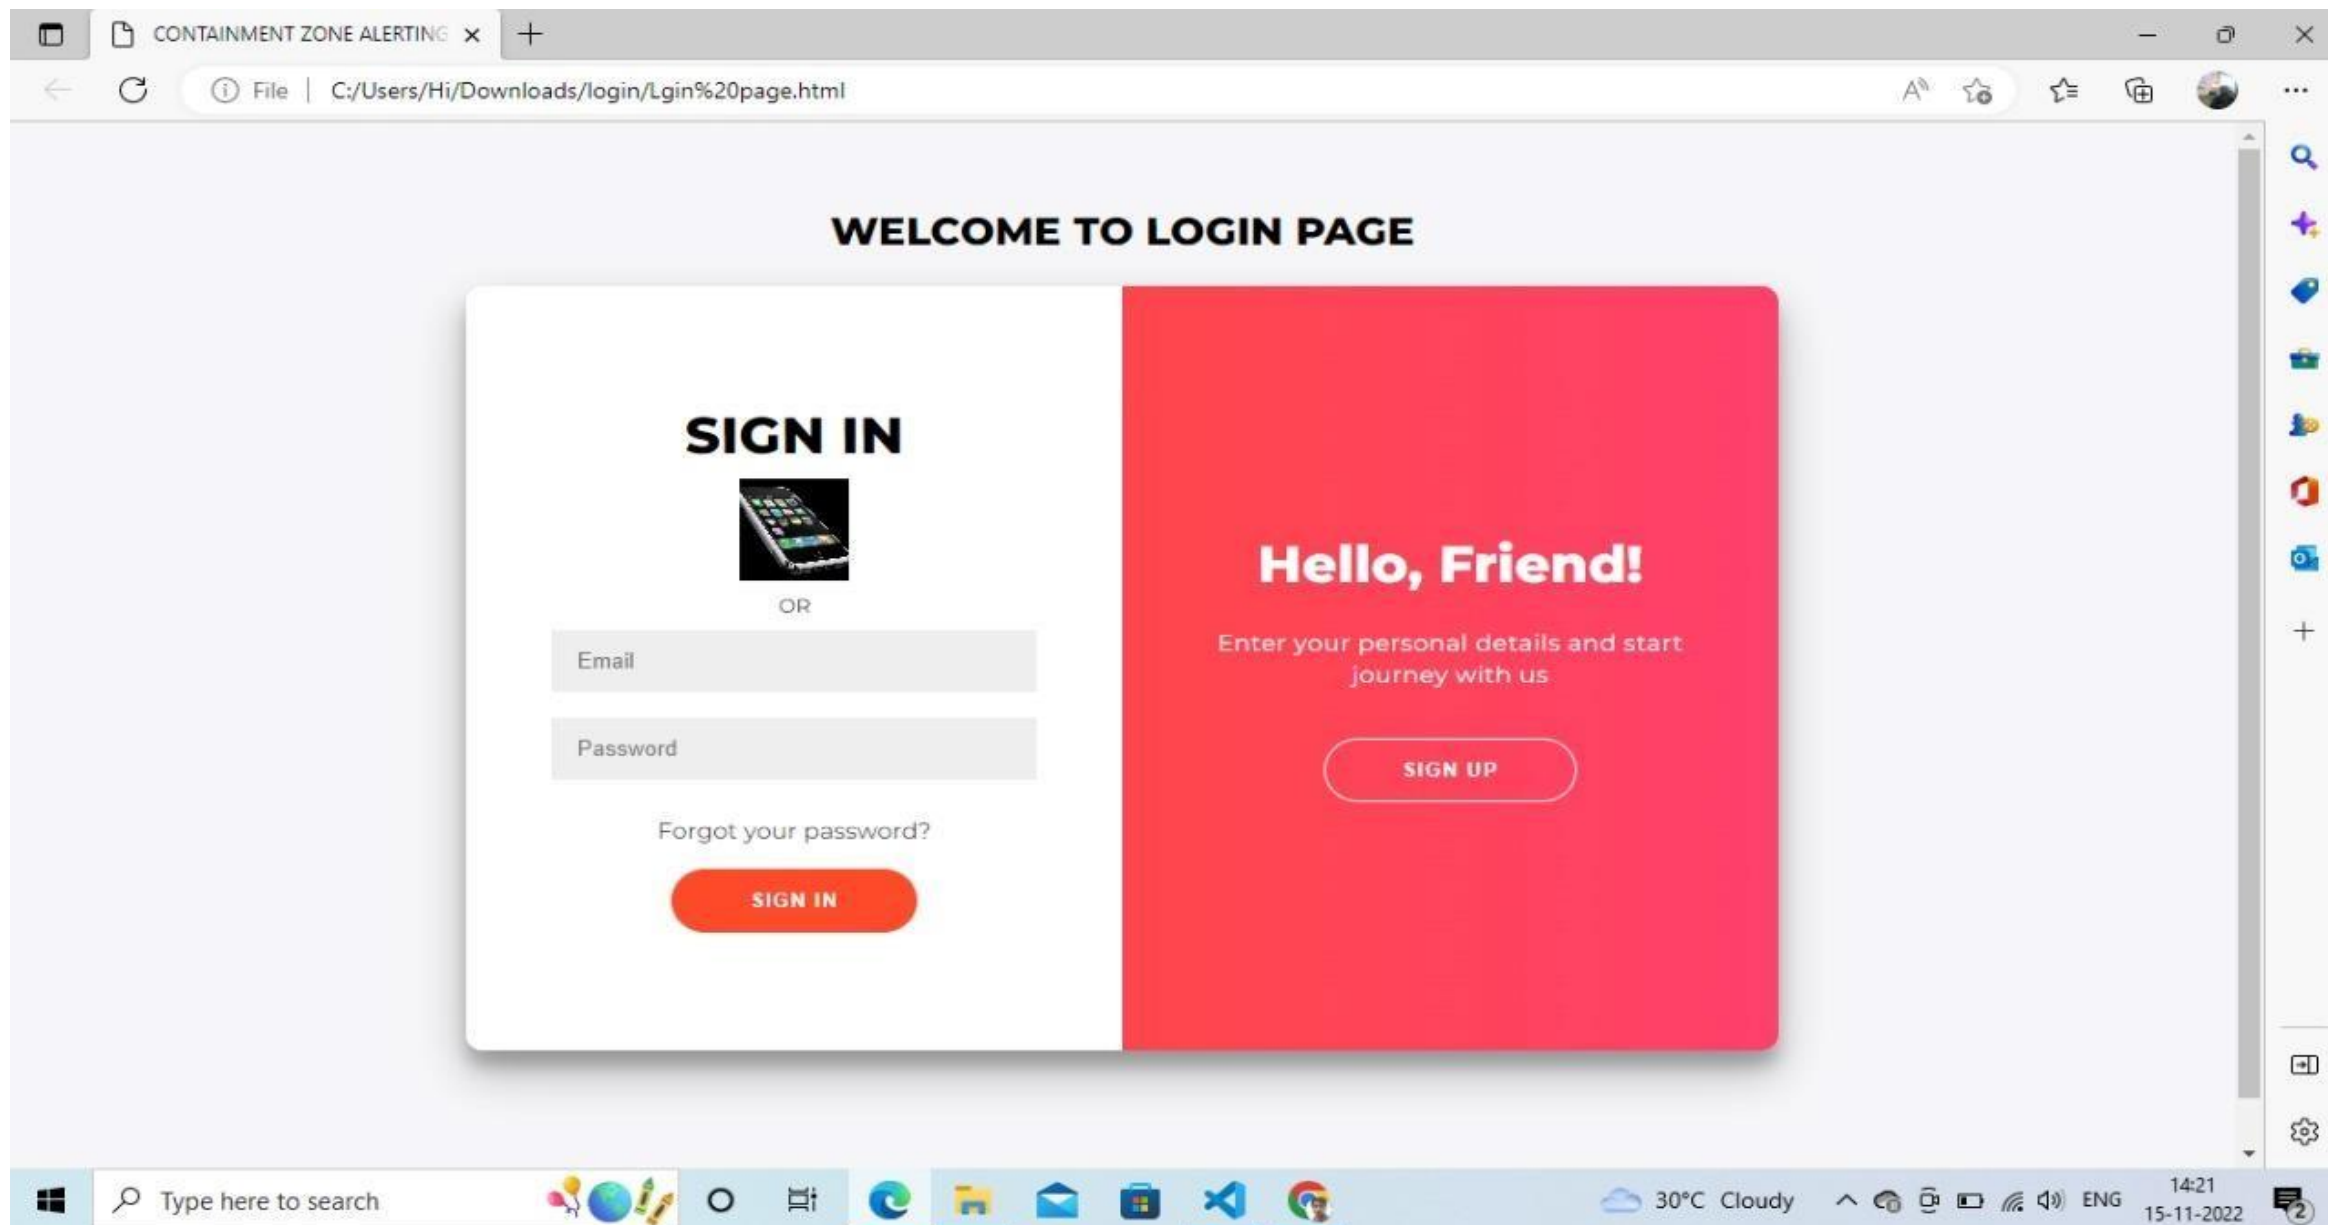 CONTAINMENT ZONE ALERTING
File | C:/Users/Hi/Downloads/login/Lgin%20page.html
WELCOME TO LOGIN PAGE
SIGN IN
OR
Email
Password
Forgot your password?
SIGN IN
Hello, Friend!
Enter your personal details and start
journey with us
SIGN UP
Type here to search
30°C Cloudy
ENG
14:21
15-11-2022
2